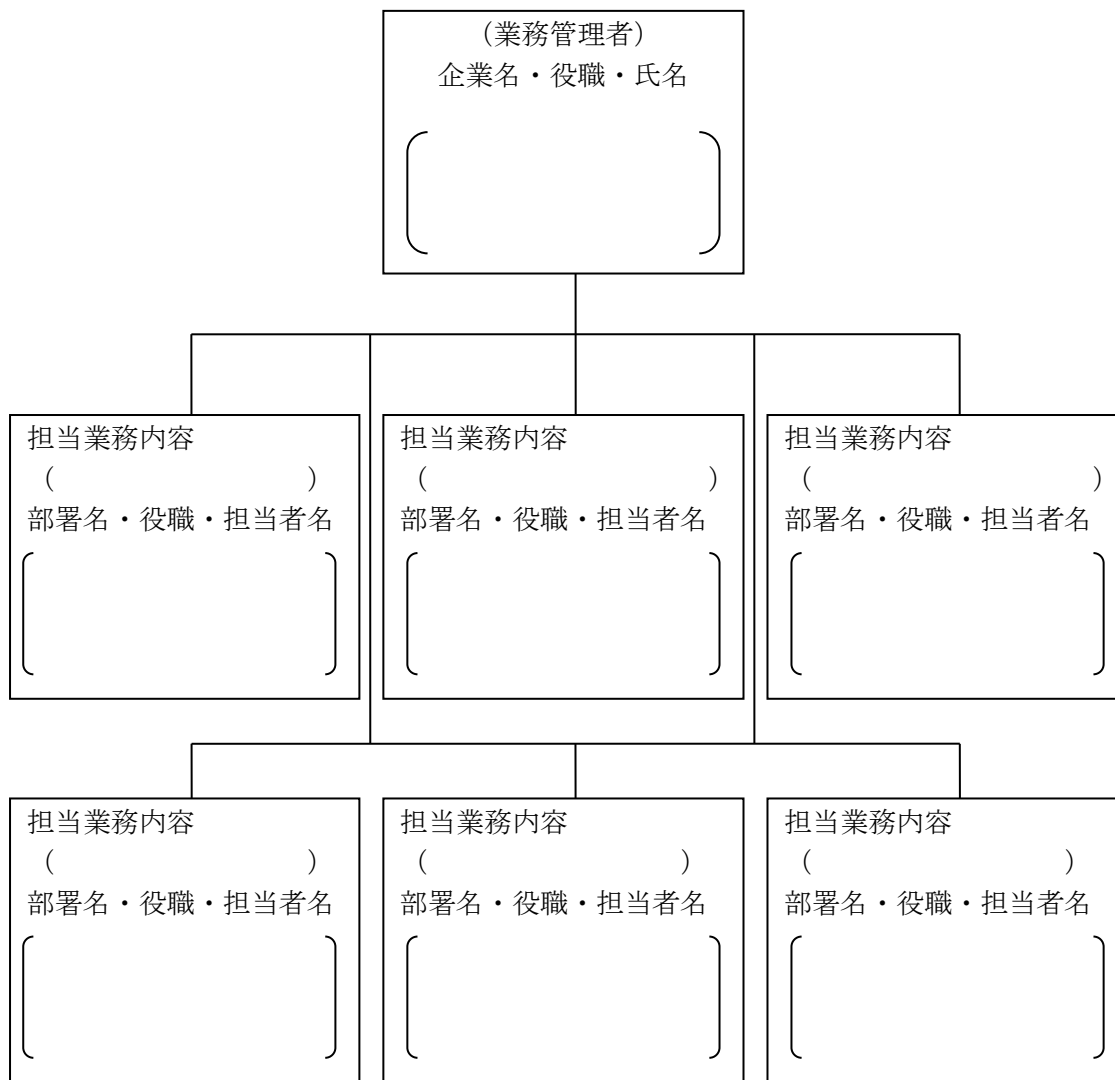 （業務管理者）
企業名・役職・氏名
担当業務内容
（　　　　　　　　　）
部署名・役職・担当者名
担当業務内容
（　　　　　　　　　　）
部署名・役職・担当者名
担当業務内容
（　　　　　　　　　　）
部署名・役職・担当者名
担当業務内容
（　　　　　　　　　）
部署名・役職・担当者名
担当業務内容
（　　　　　　　　　）
部署名・役職・担当者名
担当業務内容
（　　　　　　　　　）
部署名・役職・担当者名